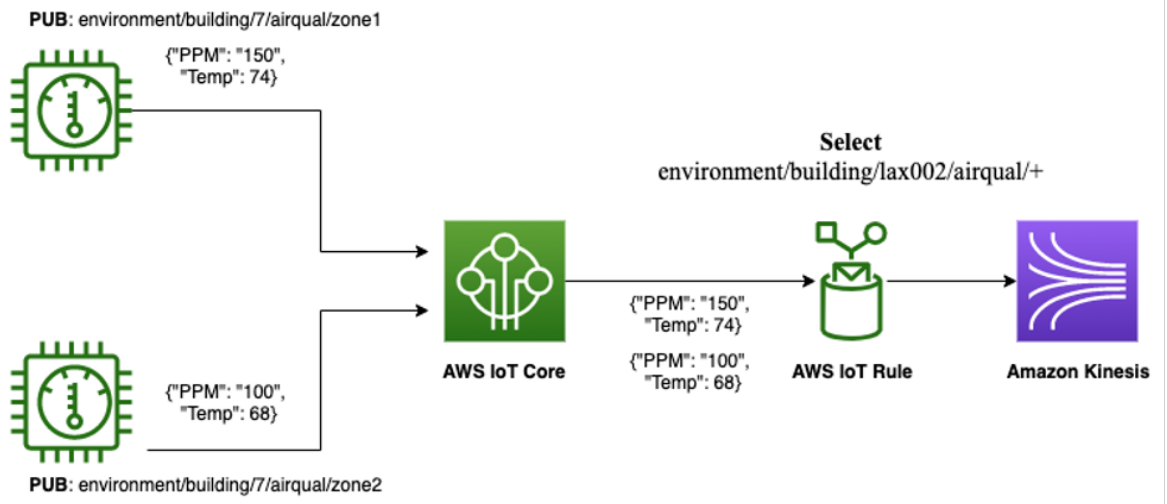 PUB: environment/building/7/airqual/zone1
{"PPM": "150",
"Temp": 74}
Select
environment/building/lax002/airqual/+
{"PPM": "150",
"Temp": 74}
{"PPM": "100",
"Temp": 68}
AWS IoT Core
AWS IoT Rule
Amazon Kinesis
{"PPM": "100",
"Temp": 68}
PUB: environment/building/7/airqual/zone2